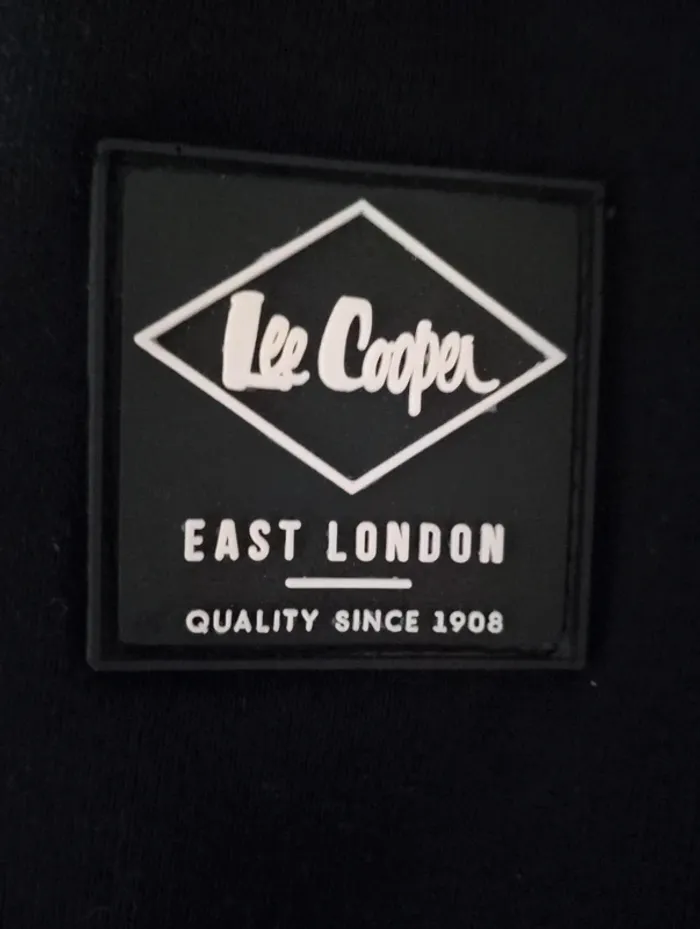 Lee Cooper
EAST LONDON
QUALITY SINCE 1908